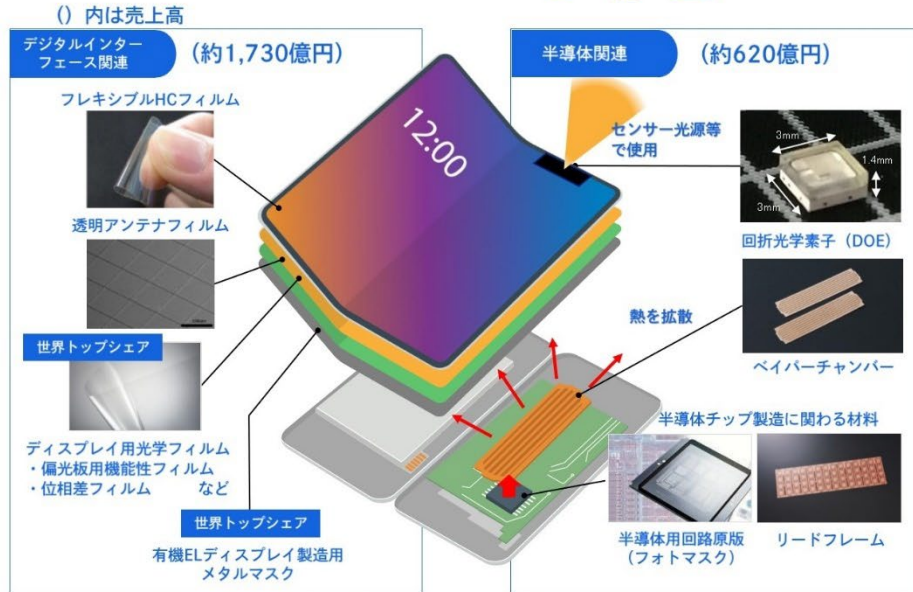 （）内は売上高
デジタルインター
フェース関連
（約1,730億円）
フレキシブルHCフィルム
透明アンテナフィルム
世界トップシェア
ディスプレイ用光学フィルム
・偏光板用機能性フィルム
・位相差フィルム など
世界トップシェア
有機ELディスプレイ製造用
メタルマスク
12:00
半導体関連
（約620億円）
センサー光源等
で使用
3mm
1.4mm
3mm
回折光学素子（DOE）
熱を拡散
ベイパーチャンバー
半導体チップ製造に関わる材料
半導体用回路原版
（フォトマスク）
リードフレーム